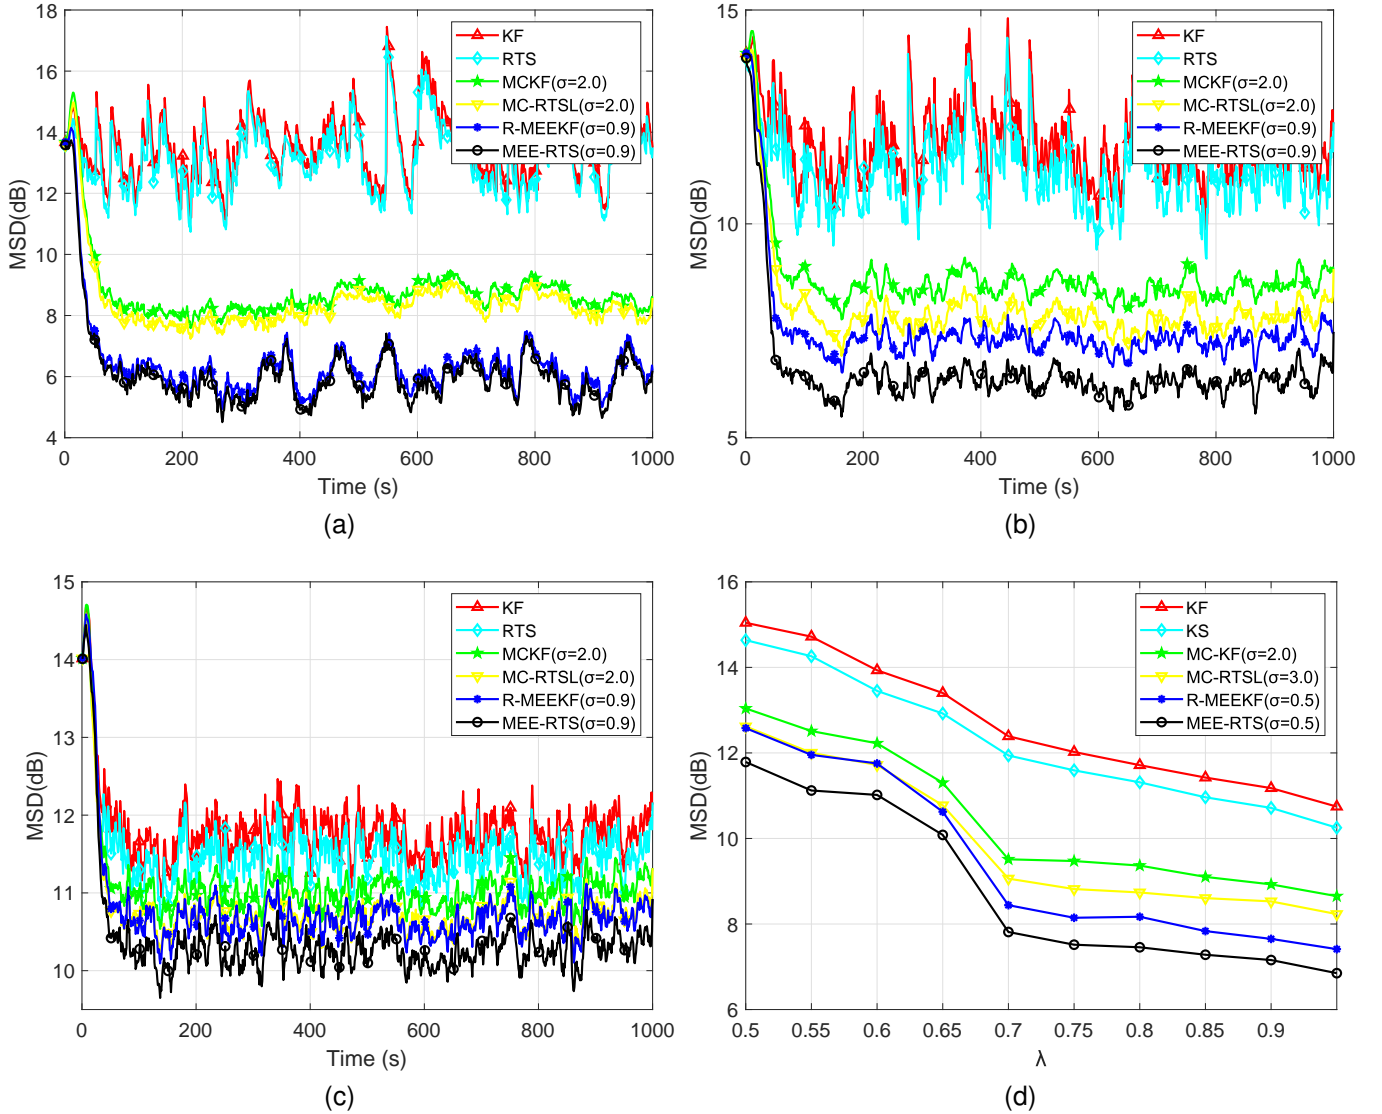 KF
RTS
MCKF(σ=2.0)
MC-RTSL(σ=2.0)
R-MEEKF(σ=0.9)
MEE-RTS(σ=0.9)
18
16
14
12
10
8
6
4
MSD(dB)
0 200 400 600 800 1000
Time (s)
(a)
KF
RTS
MCKF(σ=2.0)
MC-RTSL(σ=2.0)
R-MEEKF(σ=0.9)
MEE-RTS(σ=0.9)
15
10
5
MSD(dB)
0 200 400 600 800 1000
Time (s)
(b)
KF
RTS
MCKF(σ=2.0)
MC-RTSL(σ=2.0)
R-MEEKF(σ=0.9)
MEE-RTS(σ=0.9)
15
14
13
12
11
10
MSD(dB)
0 200 400 600 800 1000
Time (s)
(c)
KF
KS
MC-KF(σ=2.0)
MC-RTSL(σ=3.0)
R-MEEKF(σ=0.5)
MEE-RTS(σ=0.5)
16
14
12
10
8
6
MSD(dB)
0.5 0.55 0.6 0.65 0.7 0.75 0.8 0.85 0.9
λ
(d)